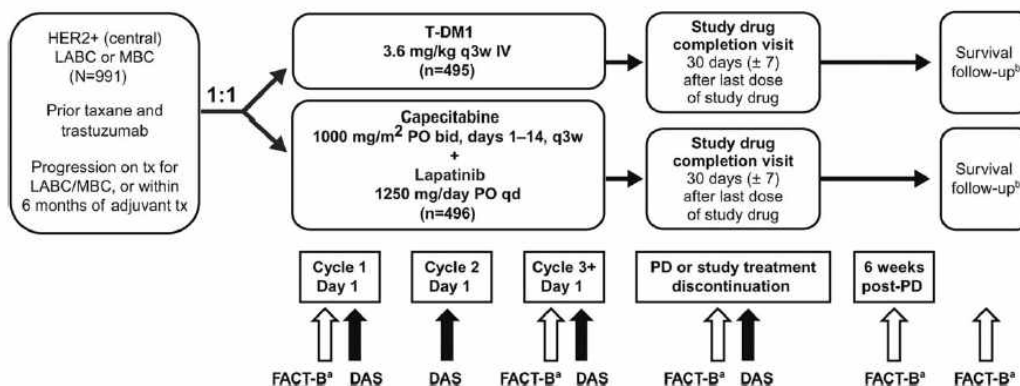 HER2+ (central)
LABC or MBC
(N=991)
Prior taxane and
trastuzumab
Progression on tx for
LABC/MBC, or within
6 months of adjuvant tx
1:1
T-DM1
3.6 mg/kg q3w IV
(n=495)
Capecitabine
1000 mg/m² PO bid, days 1–14, q3w
+
Lapatinib
1250 mg/day PO qd
(n=496)
Study drug
completion visit
30 days (± 7)
after last dose
of study drug
Study drug
completion visit
30 days (± 7)
after last dose
of study drug
Survival
follow-upᵇ
Survival
follow-upᵇ
Cycle 1
Day 1
Cycle 2
Day 1
Cycle 3+
Day 1
PD or study treatment
discontinuation
6 weeks
post-PD
FACT-Bᵃ DAS DAS FACT-Bᵃ DAS FACT-Bᵃ DAS FACT-Bᵃ FACT-Bᵃ